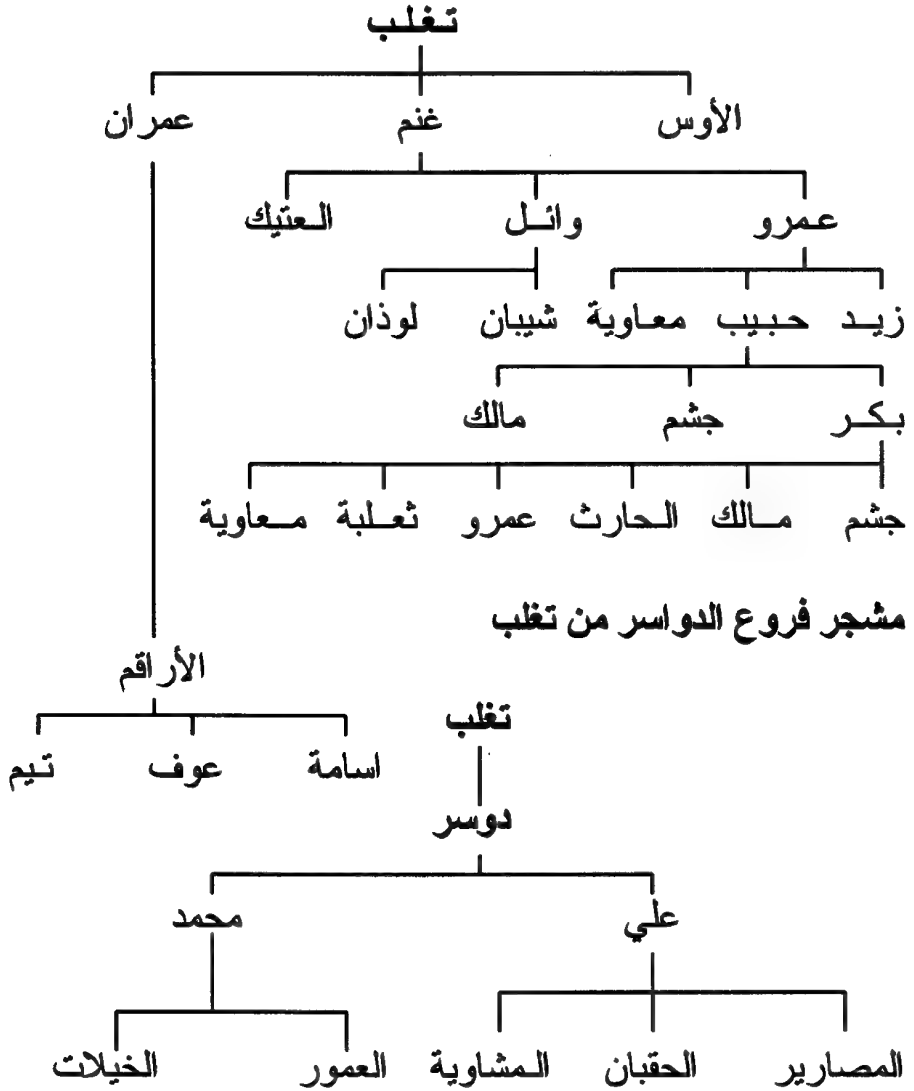 تغلب
الأوس غنم عمران
عمرو وائل العتيك
زيد حبيب معاوية شيبان لوذان
بكر جشم مالك
جشم مالك الحارث عمرو ثعلبة معاوية
مشجر فروع الدواسر من تغلب
الأراقم
تغلب
اسامة عوف تيم
دوسر
علي محمد
المصارير الحقبان المشاوية العمور الخيلات